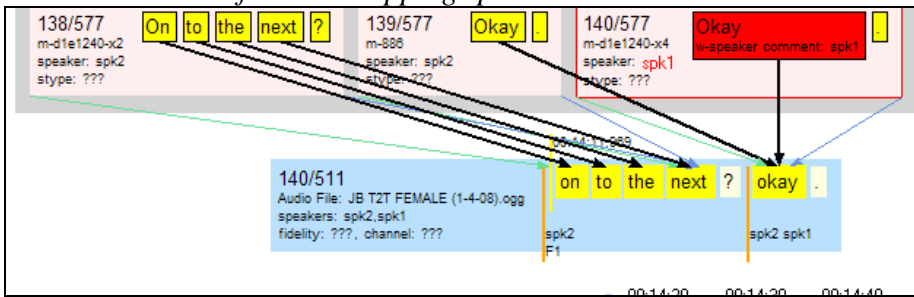 138/577
On to the next ?
m-d1e1240-x2
speaker: spk2
stype: ???
139/577
Okay .
m-886
speaker: spk2
stype: ???
140/577
Okay .
w-speaker comment: spk1
m-d1e1240-x4
speaker: spk1
stype: ???
140/511
Audio File: JB T2T FEMALE (1-4-08).ogg
speakers: spk2,spk1
fidelity: ???, channel: ???
on to the next ? okay .
spk2
F1
spk2 spk1